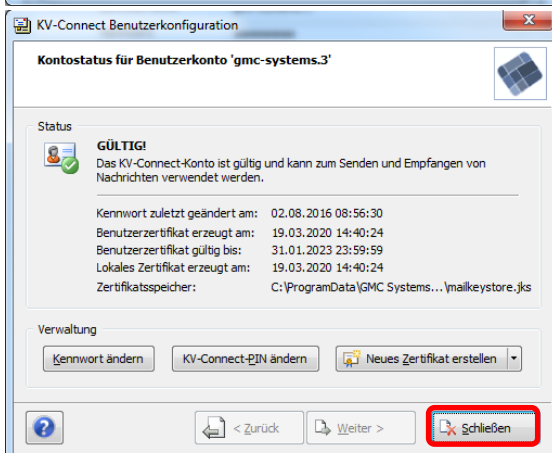 KV-Connect Benutzerkonfiguration
Kontostatus für Benutzerkonto 'gmc-systems.3'
Status
GÜLTIG!
Das KV-Connect-Konto ist gültig und kann zum Senden und Empfangen von
Nachrichten verwendet werden.
Kennwort zuletzt geändert am: 02.08.2016 08:56:30
Benutzerzertifikat erzeugt am: 19.03.2020 14:40:24
Benutzerzertifikat gültig bis: 31.01.2023 23:59:59
Lokales Zertifikat erzeugt am: 19.03.2020 14:40:24
Zertifikatsspeicher: C:\ProgramData\GMC Systems...\mailkeystore.jks
Verwaltung
Kennwort ändern KV-Connect-PIN ändern Neues Zertifikat erstellen
? < Zurück Weiter > Schließen